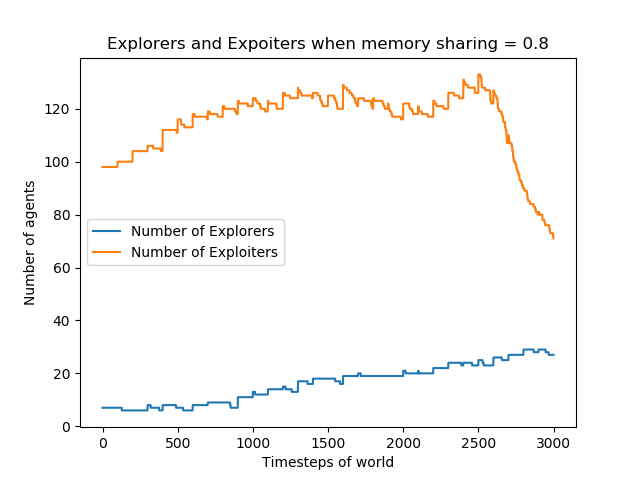 Explorers and Expoiters when memory sharing = 0.8
Number of agents
120
100
80
60
40
20
0
Number of Explorers
Number of Exploiters
0 500 1000 1500 2000 2500 3000
Timesteps of world